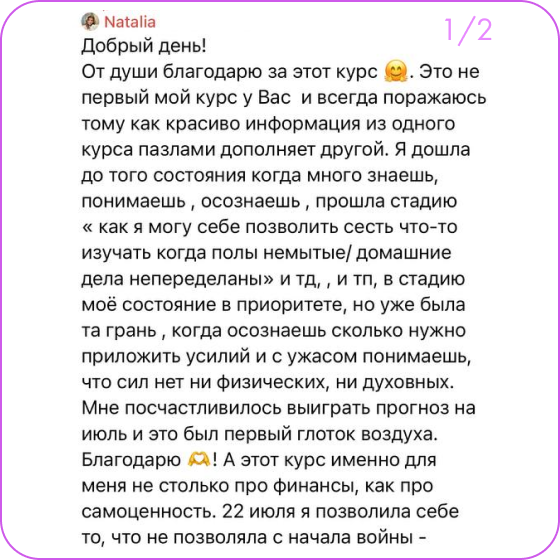 Natalia
1/2
Добрый день!
От души благодарю за этот курс 🤗. Это не
первый мой курс у Вас и всегда поражаюсь
тому как красиво информация из одного
курса пазлами дополняет другой. Я дошла
до того состояния когда много знаешь,
понимаешь , осознаешь , прошла стадию
« как я могу себе позволить сесть что-то
изучать когда полы немытые/ домашние
дела непеределаны» и тд, , и тп, в стадию
моё состояние в приоритете, но уже была
та грань , когда осознаешь сколько нужно
приложить усилий и с ужасом понимаешь,
что сил нет ни физических, ни духовных.
Мне посчастливилось выиграть прогноз на
июль и это был первый глоток воздуха.
Благодарю 🫶! А этот курс именно для
меня не столько про финансы, как про
самоценность. 22 июля я позволила себе
то, что не позволяла с начала войны -